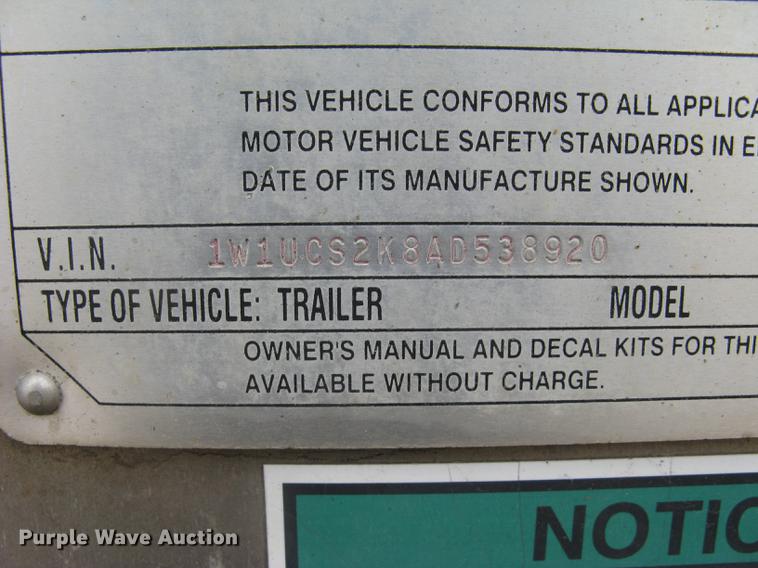 THIS VEHICLE CONFORMS TO ALL APPLICA
MOTOR VEHICLE SAFETY STANDARDS IN E
DATE OF ITS MANUFACTURE SHOWN.
V.I.N. 1W1UCS2K8AD538920
TYPE OF VEHICLE: TRAILER MODEL
OWNER'S MANUAL AND DECAL KITS FOR THI
AVAILABLE WITHOUT CHARGE.
NOTIC
Purple Wave Auction